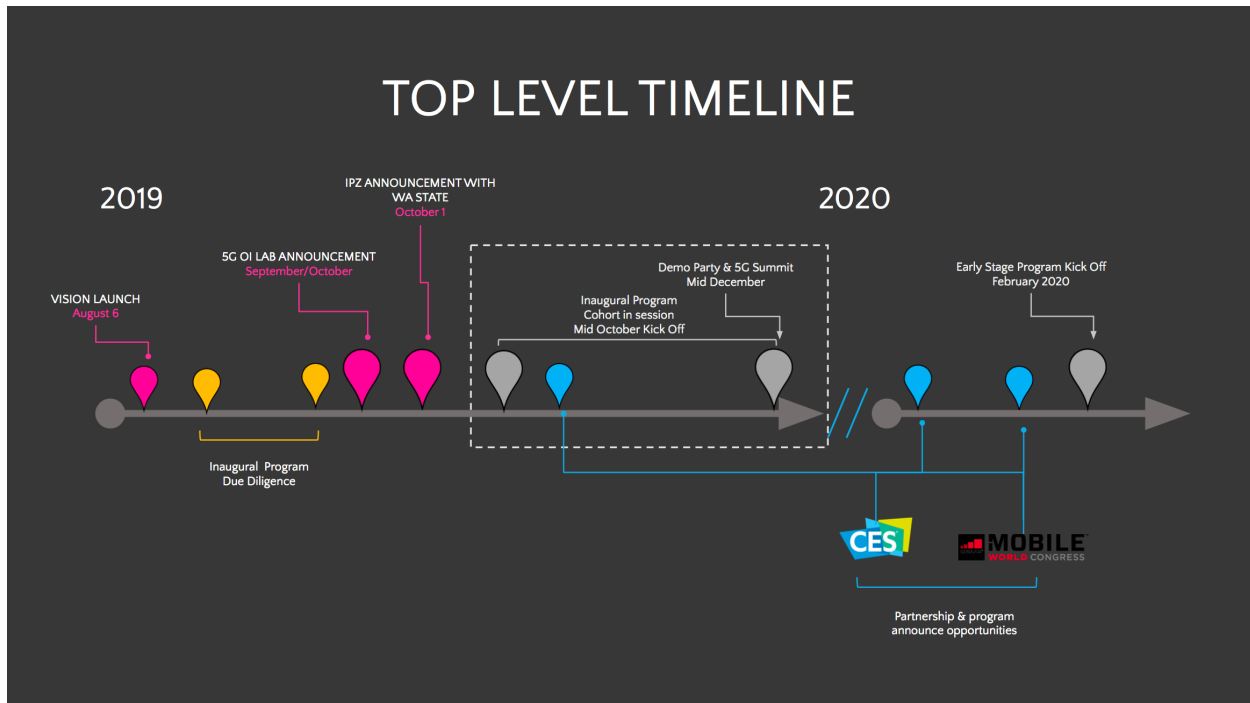 TOP LEVEL TIMELINE
2019
2020
VISION LAUNCH
August 6
5G OI LAB ANNOUNCEMENT
September/October
IPZ ANNOUNCEMENT WITH
WA STATE
October 1
Inaugural Program
Cohort in session
Mid October Kick Off
Demo Party & 5G Summit
Mid December
Early Stage Program Kick Off
February 2020
Inaugural Program
Due Diligence
CES
MOBILE
WORLD CONGRESS
Partnership & program
announce opportunities